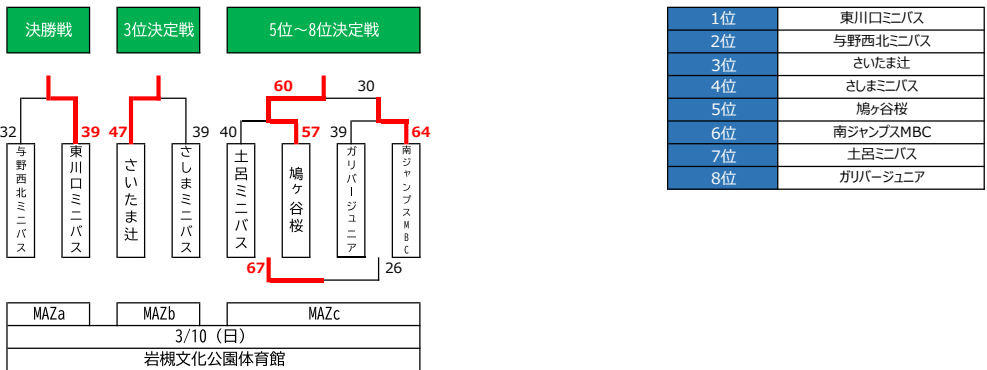 決勝戦
3位決定戦
5位～8位決定戦
60
30
32
39
47
39
40
57
39
64
与野西北ミニバス
東川口ミニバス
さいたま辻
さしまミニバス
土呂ミニバス
鳩ヶ谷桜
ガリバージュニア
南ジャンプスMBC
67
26
MAZa
MAZb
MAZc
3/10（日）
岩槻文化公園体育館
1位 東川口ミニバス
2位 与野西北ミニバス
3位 さいたま辻
4位 さしまミニバス
5位 鳩ヶ谷桜
6位 南ジャンプスMBC
7位 土呂ミニバス
8位 ガリバージュニア